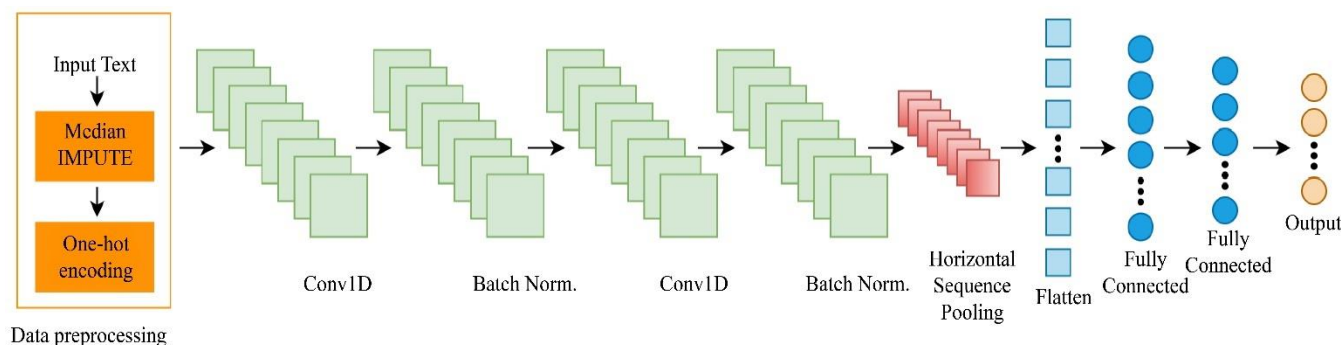 Input Text
Median
IMPUTE
One-hot
encoding
Data preprocessing
Conv1D
Batch Norm.
Conv1D
Batch Norm.
Horizontal
Sequence
Pooling
Flatten
Fully
Connected
Fully
Connected
Output